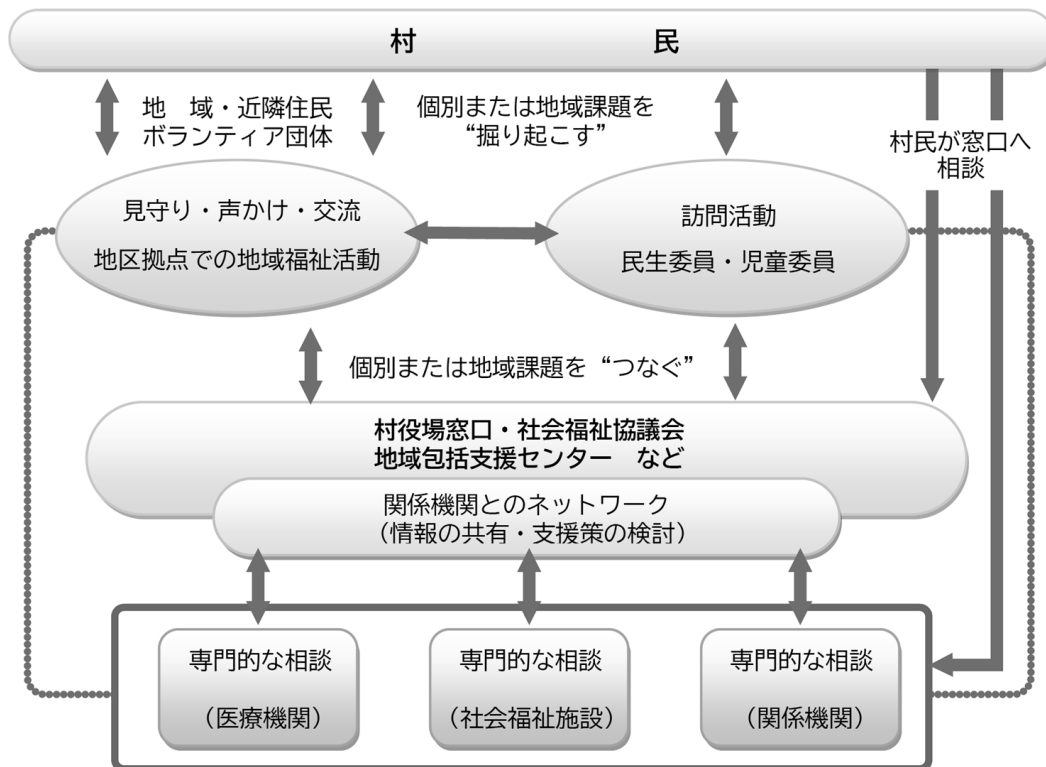 村　民
地　域・近隣住民
ボランティア団体
個別または地域課題を
“掘り起こす”
村民が窓口へ
相談
見守り・声かけ・交流
地区拠点での地域福祉活動
訪問活動
民生委員・児童委員
個別または地域課題を “つなぐ”
村役場窓口・社会福祉協議会
地域包括支援センター　など
関係機関とのネットワーク
（情報の共有・支援策の検討）
専門的な相談
（医療機関）
専門的な相談
（社会福祉施設）
専門的な相談
（関係機関）